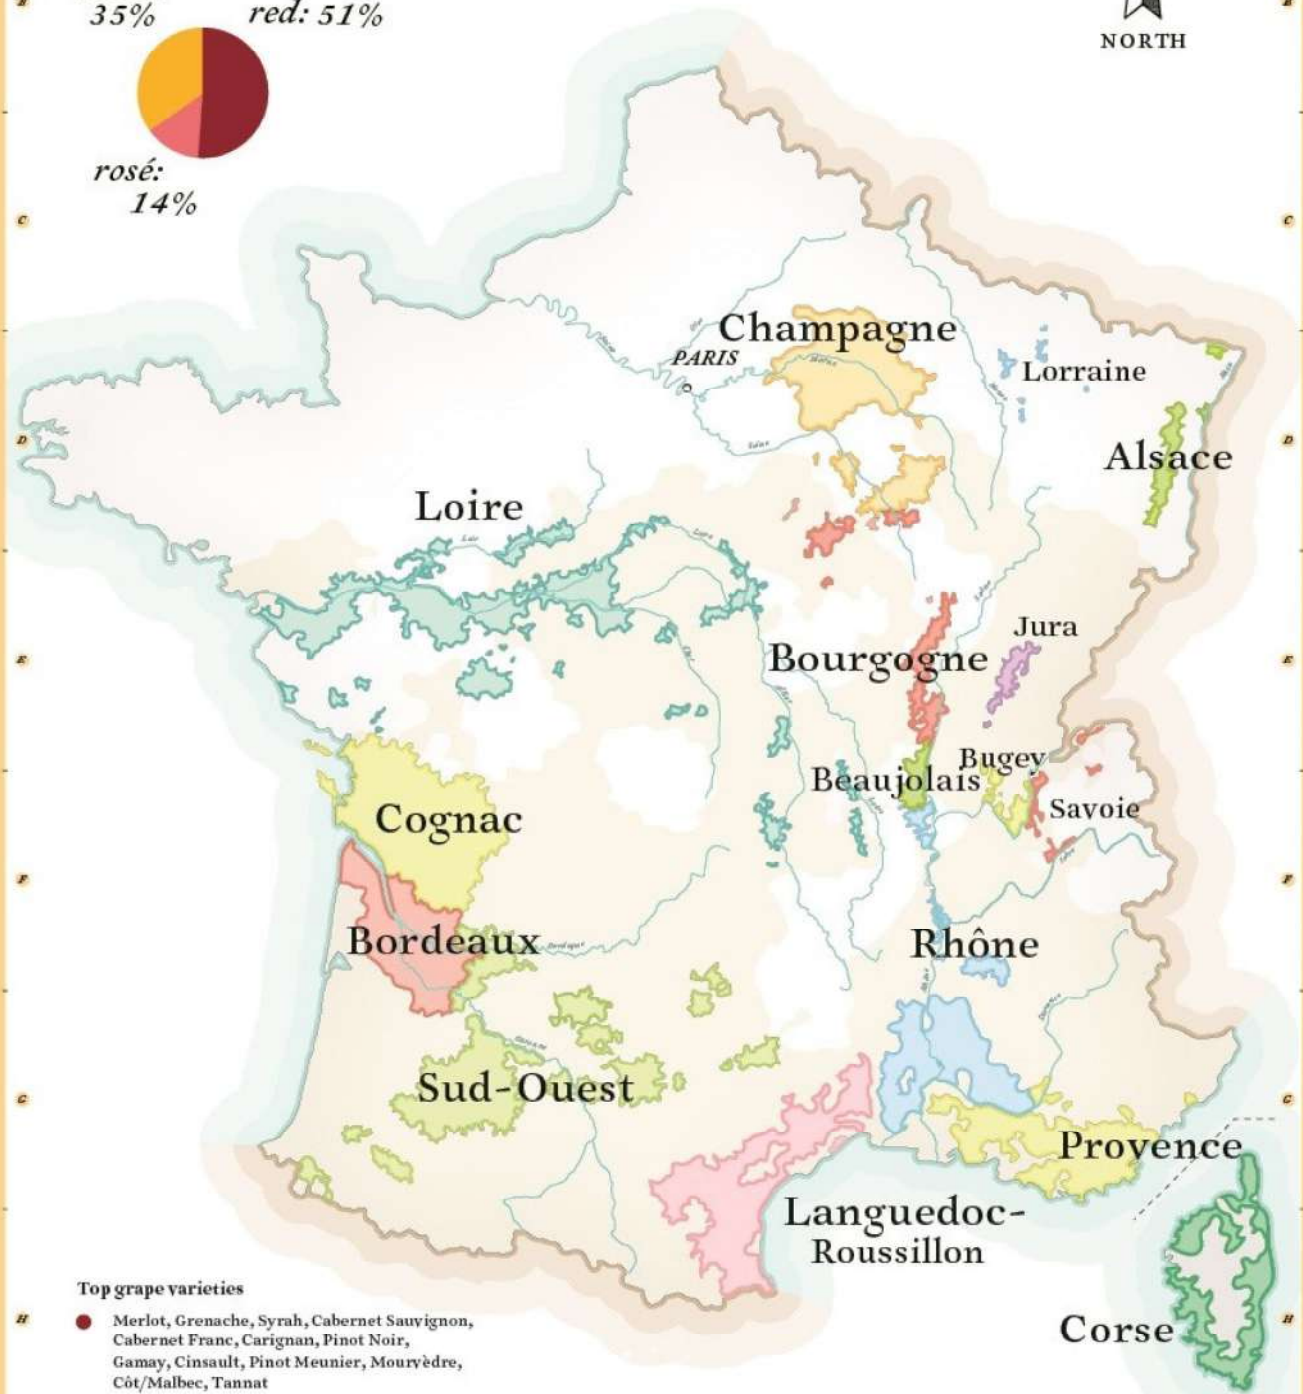 35%
red: 51%
NORTH
rosé:
14%
C
C
Champagne
PARIS
Lorraine
D
D
Alsace
Loire
Jura
E
E
Bourgogne
Bugey
Beaujolais
Savoie
Cognac
F
F
Bordeaux
Rhône
Dordogne
Garonne
Sud-Ouest
G
G
Provence
Languedoc-
Roussillon
Top grape varieties
H
H
Merlot, Grenache, Syrah, Cabernet Sauvignon,
Cabernet Franc, Carignan, Pinot Noir,
Gamay, Cinsault, Pinot Meunier, Mourvèdre,
Côt/Malbec, Tannat
Corse